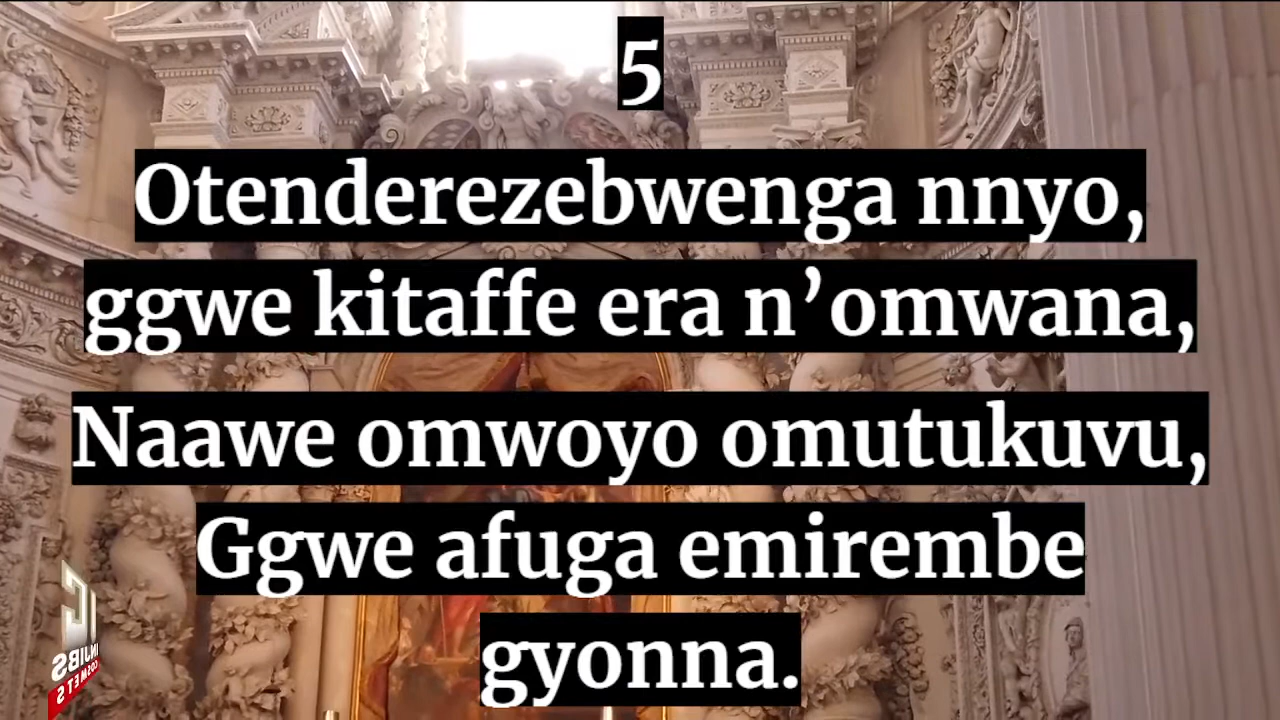 5
Otenderezebwenga nnyo,
ggwe kitaffe era n’omwana,
Naawe omwoyo omutukuvu,
Ggwe afuga emirembe
gyonna.